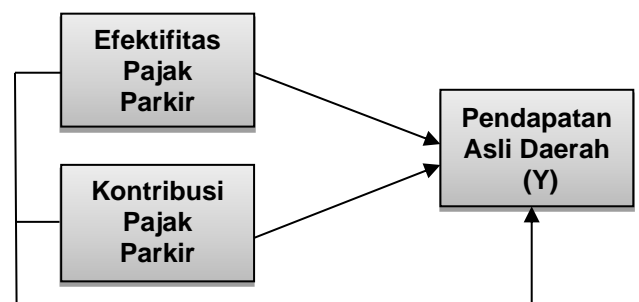 Efektifitas
Pajak
Parkir
Pendapatan
Asli Daerah
(Y)
Kontribusi
Pajak
Parkir